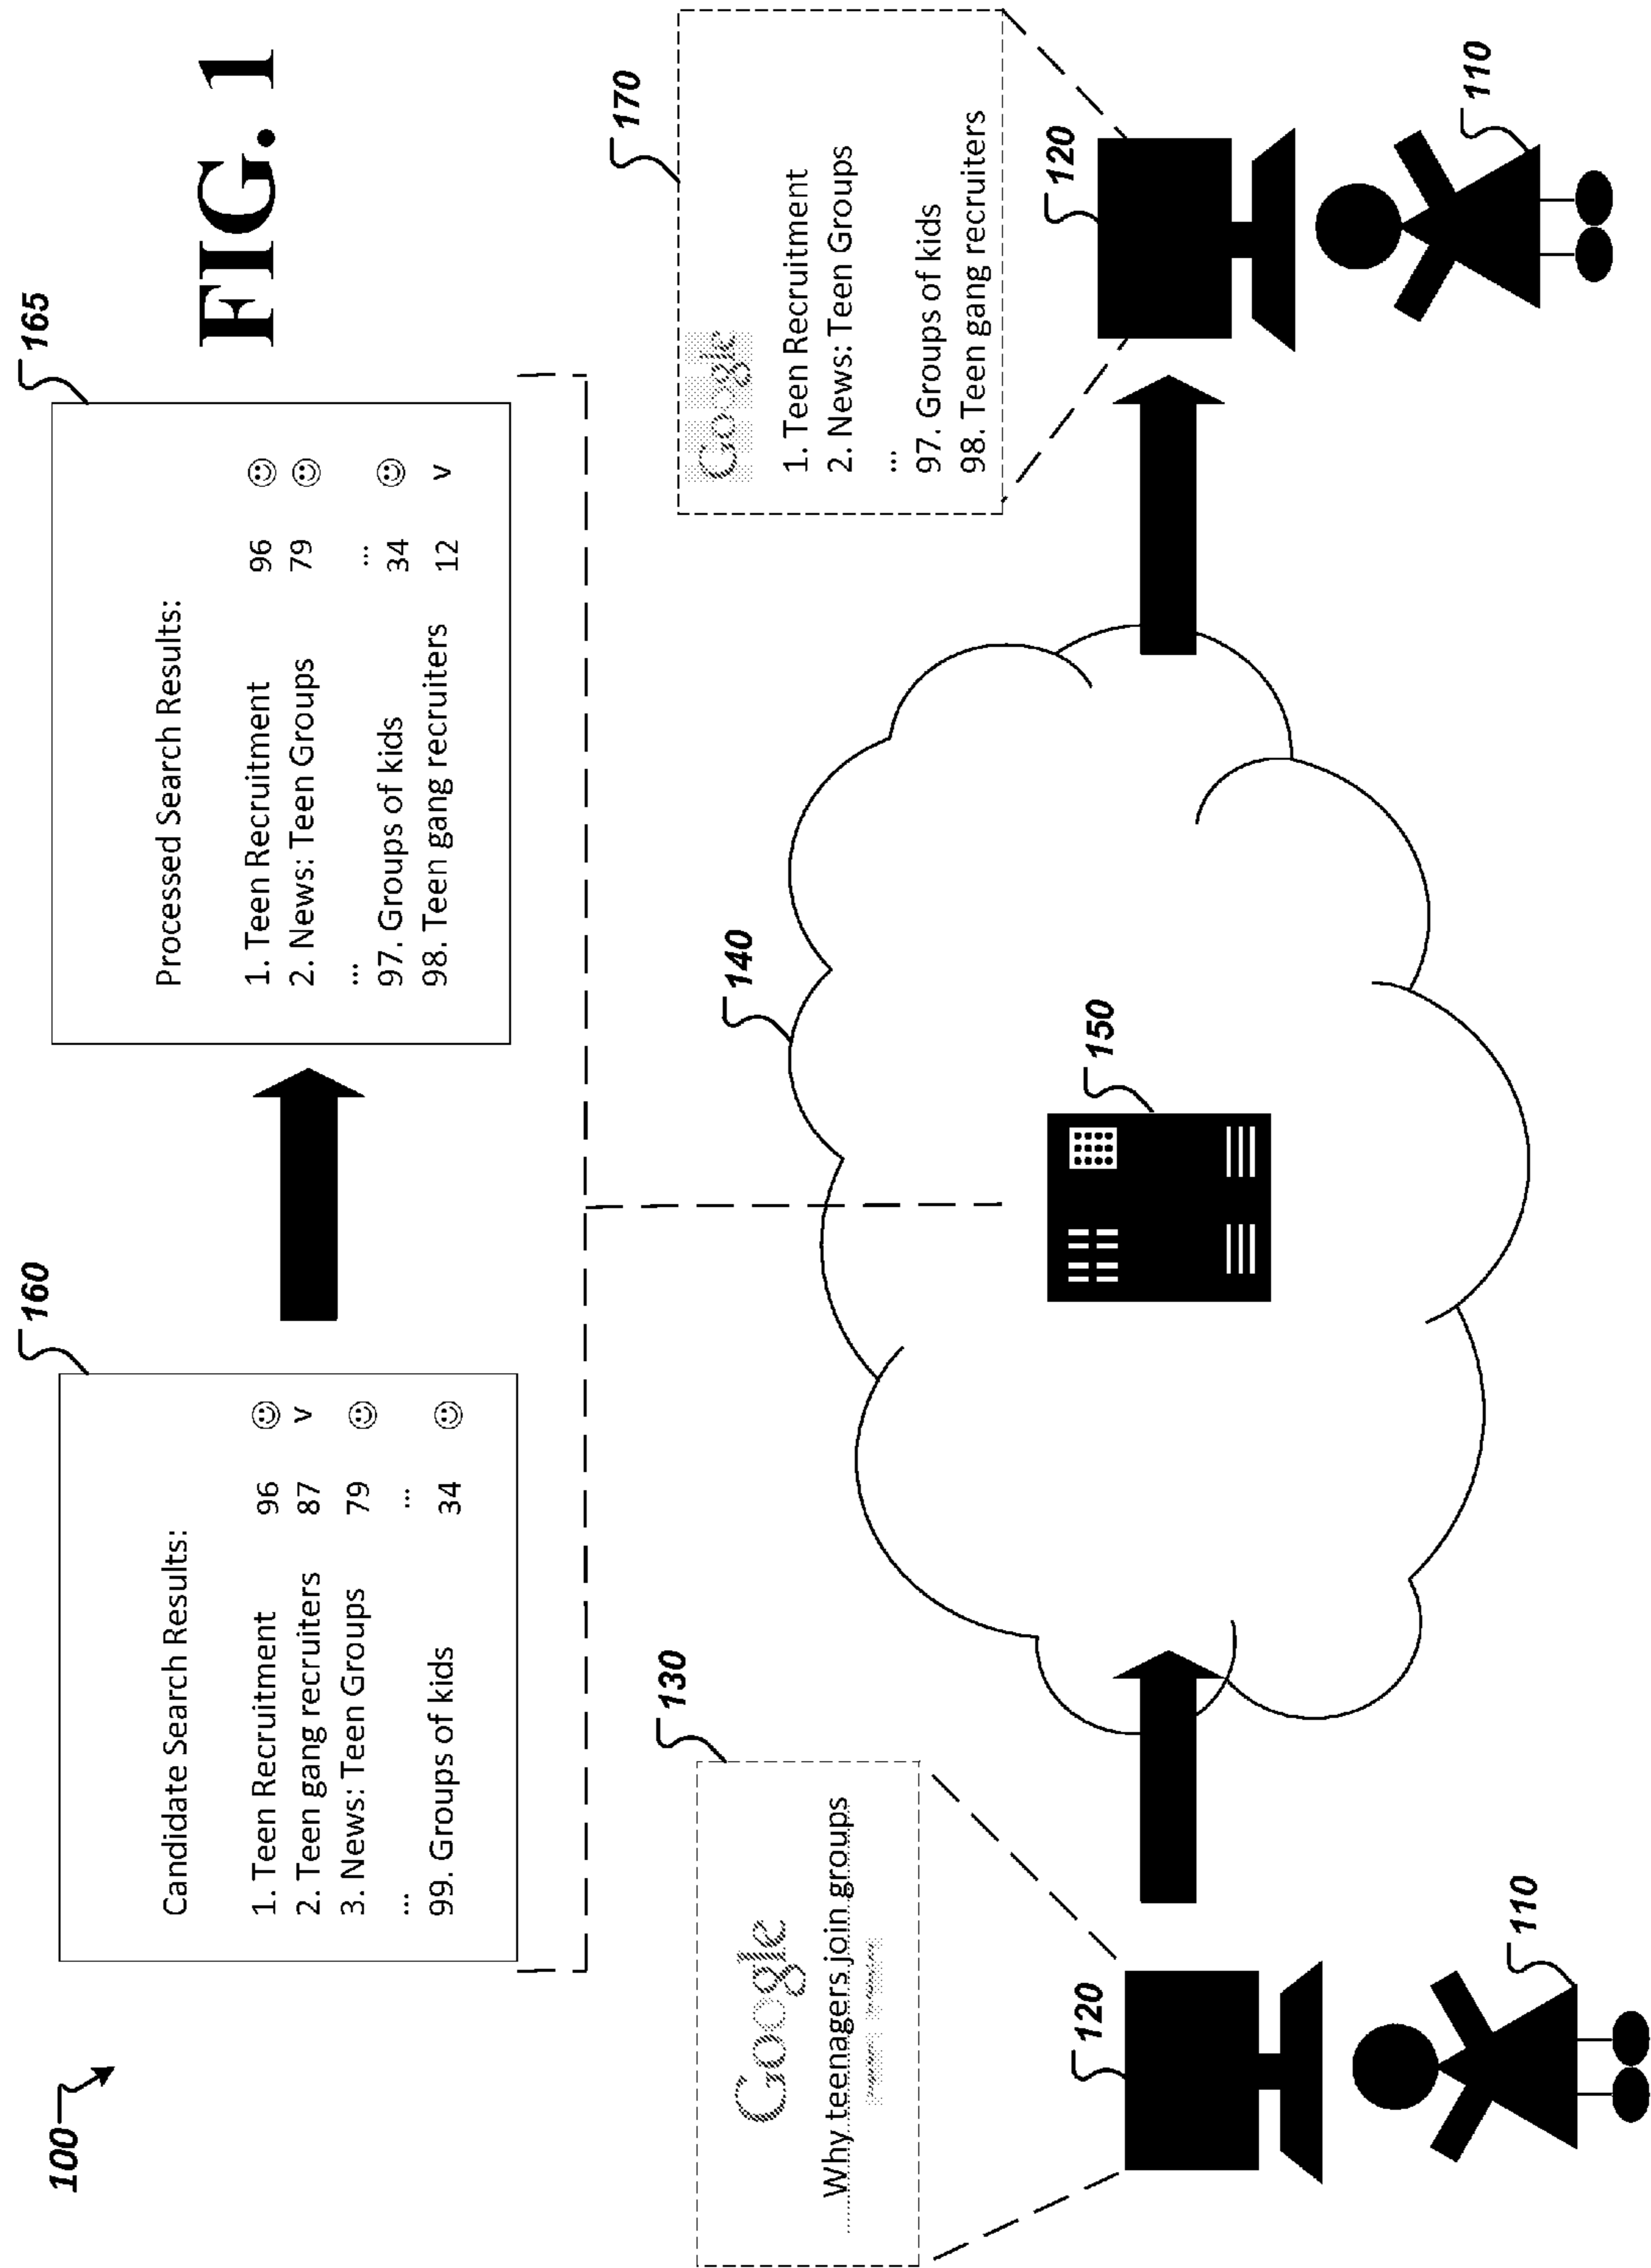 FIG. 1
100
160
Candidate Search Results:
1. Teen Recruitment 96 ☺
2. Teen gang recruiters 87 v
3. News: Teen Groups 79 ☺
... ...
99. Groups of kids 34 ☺
165
Processed Search Results:
1. Teen Recruitment 96 ☺
2. News: Teen Groups 79 ☺
... ...
97. Groups of kids 34 ☺
98. Teen gang recruiters 12 v
130
Google
Why teenagers join groups
140
150
170
Google
1. Teen Recruitment
2. News: Teen Groups
...
97. Groups of kids
98. Teen gang recruiters
120
110
120
110